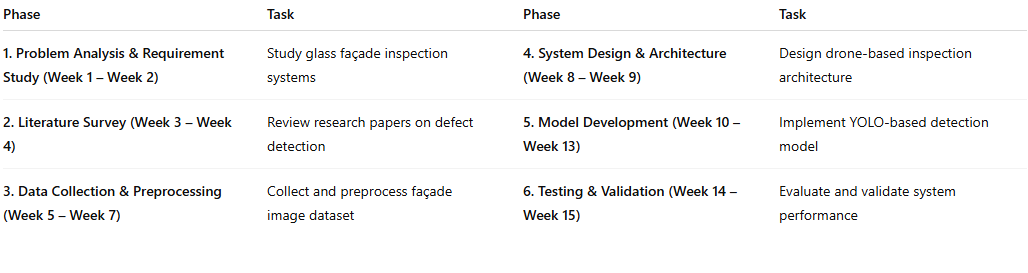 Phase Task Phase Task
1. Problem Analysis & Requirement Study glass façade inspection 4. System Design & Architecture Design drone-based inspection
Study (Week 1 – Week 2) systems (Week 8 – Week 9) architecture
2. Literature Survey (Week 3 – Week Review research papers on defect 5. Model Development (Week 10 – Implement YOLO-based detection
4) detection Week 13) model
3. Data Collection & Preprocessing Collect and preprocess façade 6. Testing & Validation (Week 14 – Evaluate and validate system
(Week 5 – Week 7) image dataset Week 15) performance